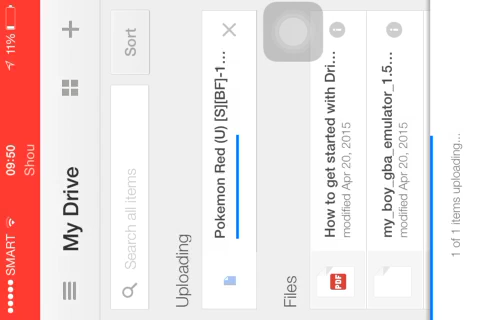 SMART 09:50 11%
Shou
My Drive
Search all items Sort
Uploading
Pokemon Red (U) [S][BF]-1...
Files
How to get started with Dri...
modified Apr 20, 2015
PDF
my_boy_gba_emulator_1.5...
modified Apr 20, 2015
1 of 1 items uploading...